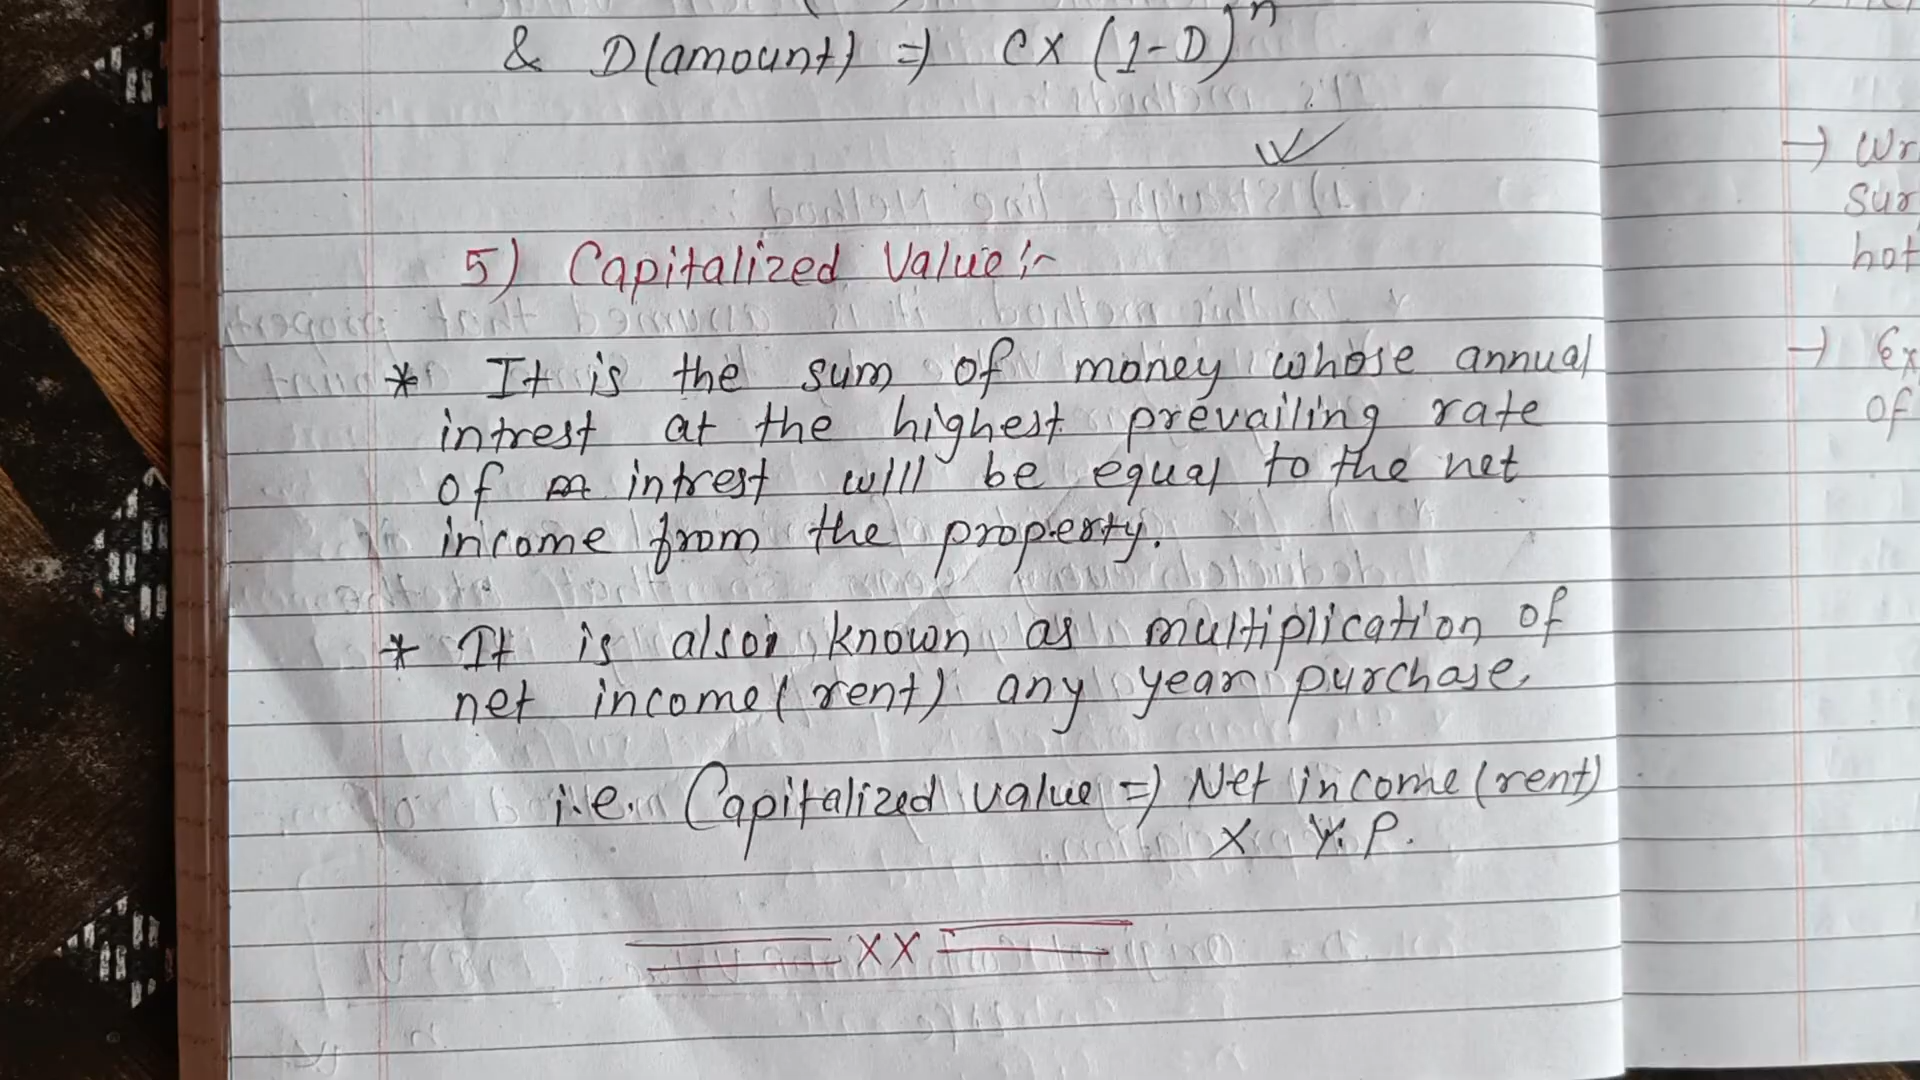 & D(amount) => C x (1-D)^n
5) Capitalized Value:-
* It is the sum of money whose annual
intrest at the highest prevailing rate
of intrest will be equal to the net
income from the property.
* It is also known as multiplication of
net income (rent) any year purchase.
i.e. Capitalized value => Net income (rent)
x Y.P.
xx
→ Wr
sur
hot
→ Ex
of